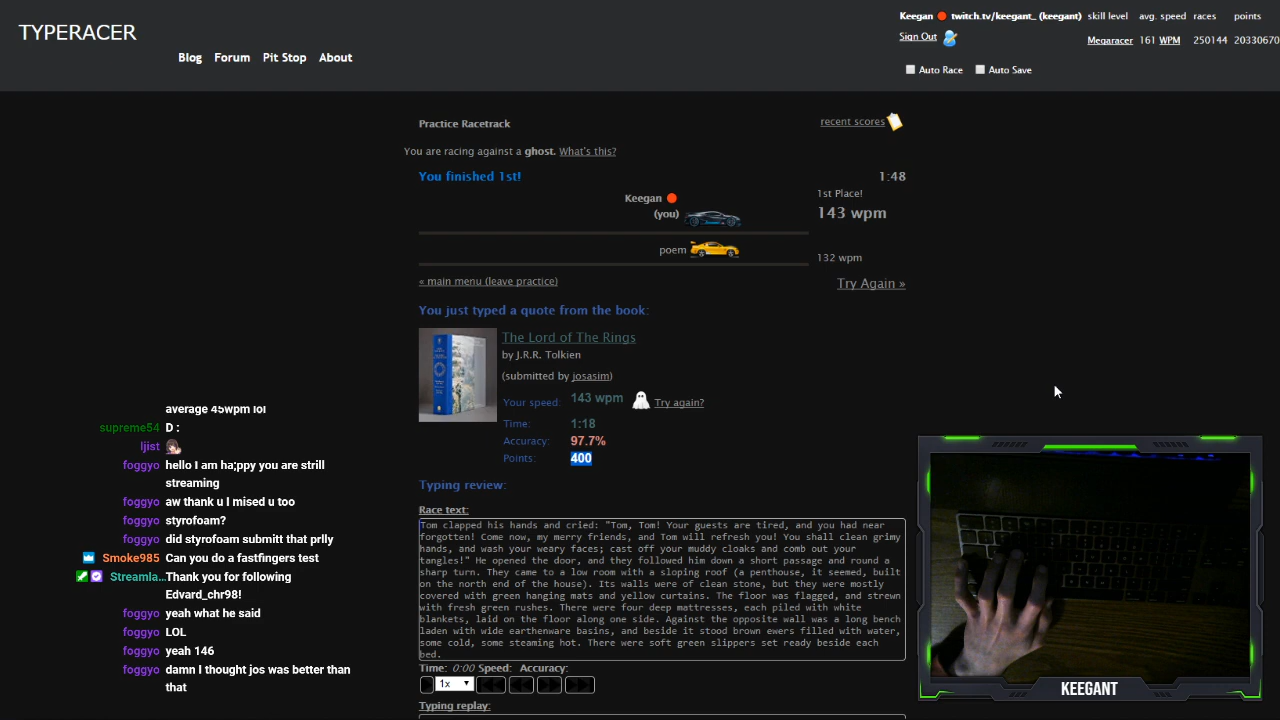 TYPERACER
Blog Forum Pit Stop About
Keegan twitch.tv/keegant_ (keegant) skill level avg. speed races points
Sign Out
Megaracer 161 WPM 250144 20330670
Auto Race Auto Save
Practice Racetrack
recent scores
You are racing against a ghost. What's this?
You finished 1st!
1:48
1st Place!
Keegan
(you)
143 wpm
poem
132 wpm
« main menu (leave practice)
Try Again »
You just typed a quote from the book:
The Lord of The Rings
by J.R.R. Tolkien
(submitted by josasim)
Your speed: 143 wpm Try again?
Time: 1:18
Accuracy: 97.7%
Points: 400
Typing review:
Race text:
Tom clapped his hands and cried: "Tom, Tom! Your guests are tired, and you had near
forgotten! Come now, my merry friends, and Tom will refresh you! You shall clean grimy
hands, and wash your weary faces; cast off your muddy cloaks and comb out your
tangles!" He opened the door, and they followed him down a short passage and round a
sharp turn. They came to a low room with a sloping roof (a penthouse, it seemed, built
on the north end of the house). Its walls were of clean stone, but they were mostly
covered with green hanging mats and yellow curtains. The floor was flagged, and strewn
with fresh green rushes. There were four deep mattresses, each piled with white
blankets, laid on the floor along one side. Against the opposite wall was a long bench
laden with wide earthenware basins, and beside it stood brown ewers filled with water,
some cold, some steaming hot. There were soft green slippers set ready beside each
bed.
Time: 0:00 Speed: Accuracy:
1x
Typing replay:
average 45wpm lol
supreme54 D :
ljist
foggyo hello I am ha;ppy you are strill
streaming
foggyo aw thank u I mised u too
foggyo styrofoam?
foggyo did styrofoam submitt that prlly
Smoke985 Can you do a fastfingers test
Streamla... Thank you for following
Edvard_chr98!
foggyo yeah what he said
foggyo LOL
foggyo yeah 146
foggyo damn I thought jos was better than
that
KEEGANT